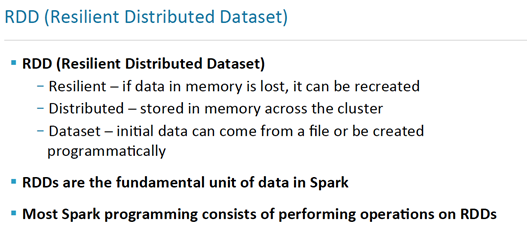 RDD (Resilient Distributed Dataset)
▪ RDD (Resilient Distributed Dataset)
– Resilient – if data in memory is lost, it can be recreated
– Distributed – stored in memory across the cluster
– Dataset – initial data can come from a file or be created
programmatically
▪ RDDs are the fundamental unit of data in Spark
▪ Most Spark programming consists of performing operations on RDDs